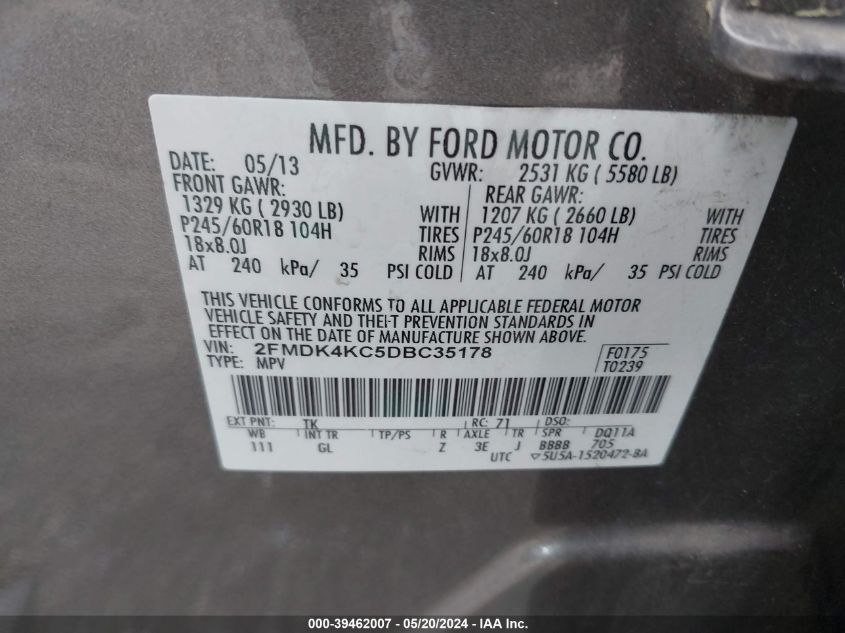 MFD. BY FORD MOTOR CO.
DATE: 05/13 GVWR: 2531 KG ( 5580 LB)
FRONT GAWR: REAR GAWR:
1329 KG ( 2930 LB) WITH 1207 KG ( 2660 LB) WITH
P245/60R18 104H TIRES P245/60R18 104H TIRES
18x8.0J RIMS 18x8.0J RIMS
AT 240 kPa/ 35 PSI COLD AT 240 kPa/ 35 PSI COLD
THIS VEHICLE CONFORMS TO ALL APPLICABLE FEDERAL MOTOR
VEHICLE SAFETY AND THEFT PREVENTION STANDARDS IN
EFFECT ON THE DATE OF MANUFACTURE SHOWN ABOVE.
VIN: 2FMDK4KC5DBC35178 F0175
TYPE: MPV T0239
EXT PNT: TK RC: 71 DSO:
WB INT TR TP/PS R AXLE TR SPR DQ11A
111 GL Z 3E J BBBB 705
UTC ▽5U5A-1520472-BA
000-39462007 - 05/20/2024 - IAA Inc.